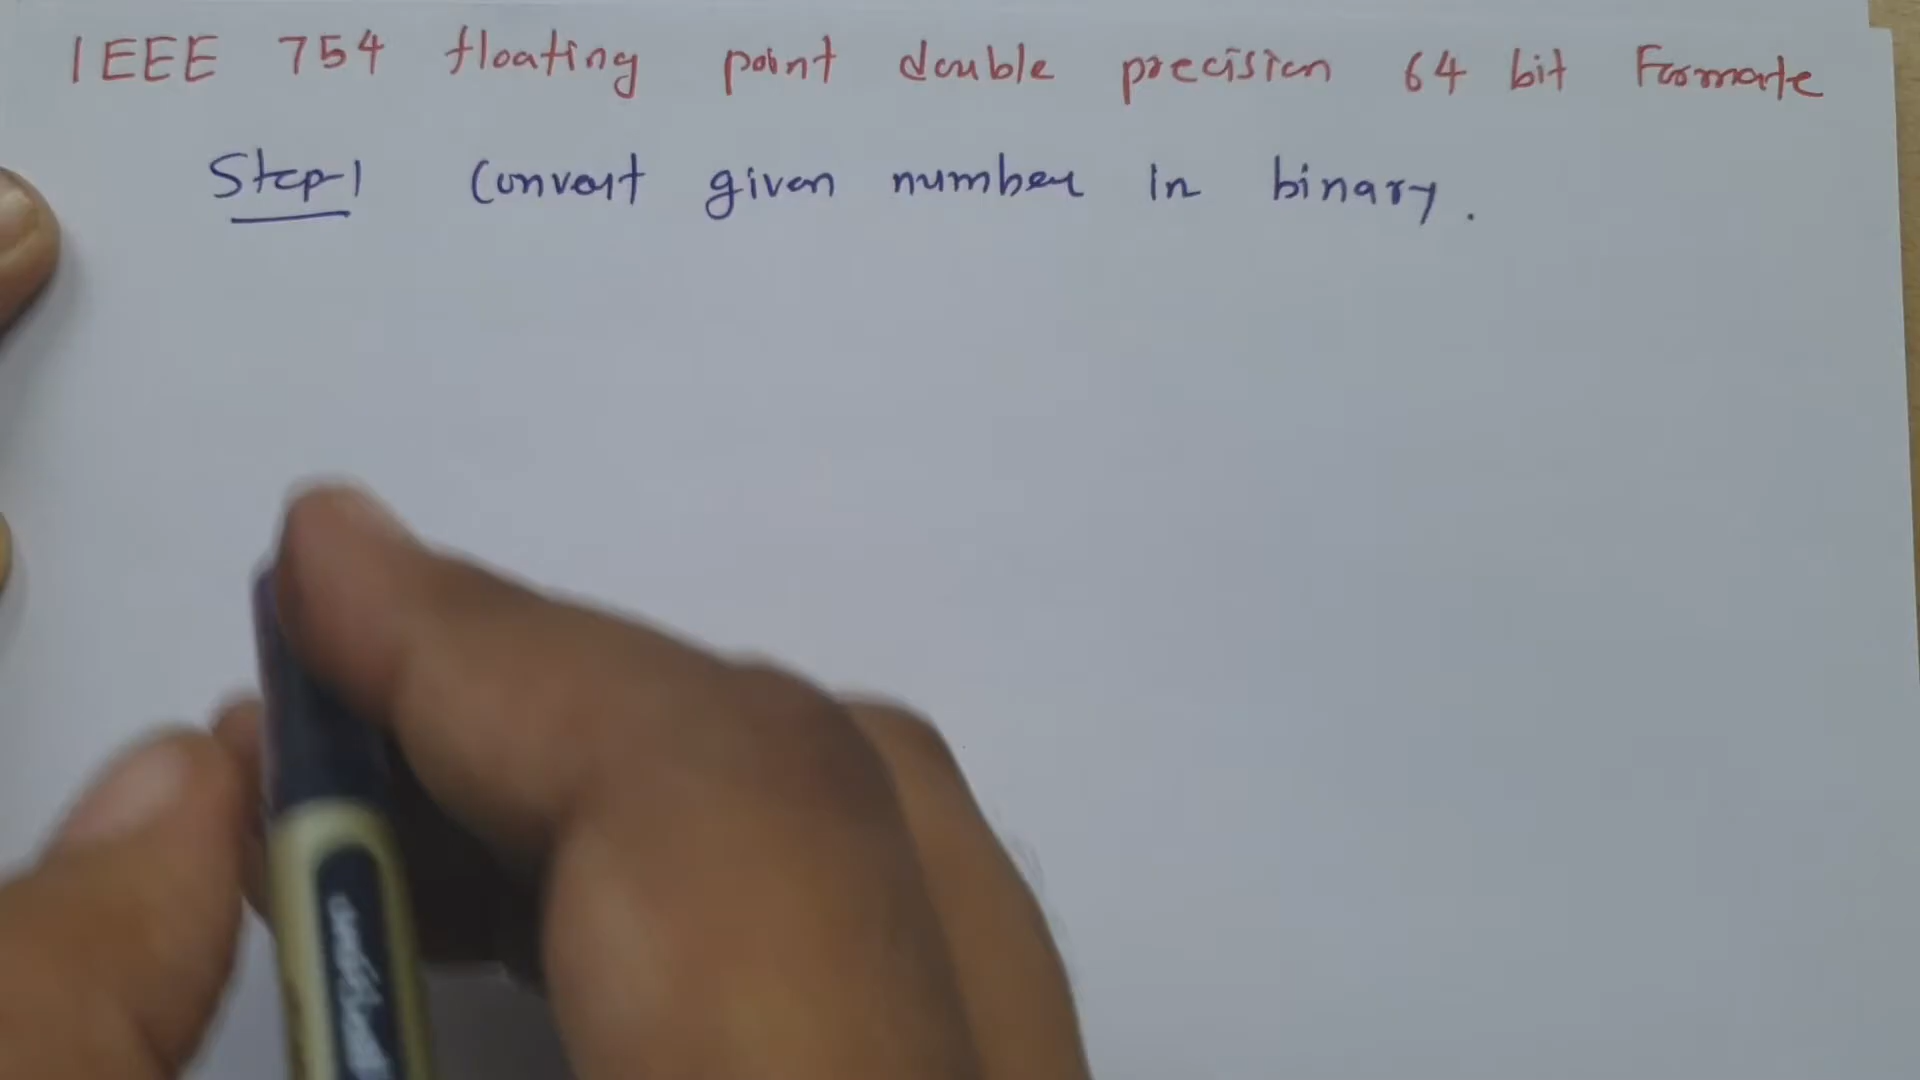 IEEE 754 floating point double precision 64 bit Formate
Step-1 Convert given number in binary.